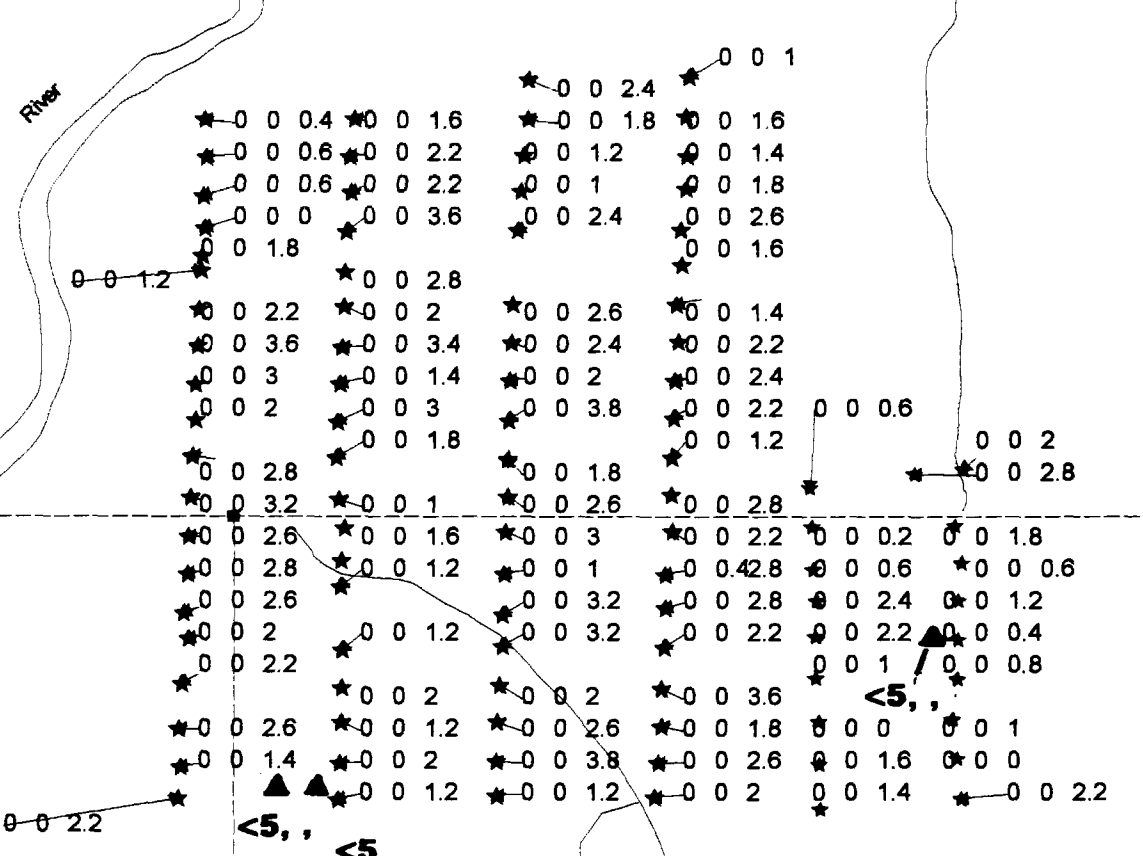 0 0 1
0 0 2.4
River
0 0 0.4 0 0 1.6 0 0 1.8 0 0 1.6
0 0 0.6 0 0 2.2 0 0 1.2 0 0 1.4
0 0 0.6 0 0 2.2 0 0 1 0 0 1.8
0 0 0 0 0 3.6 0 0 2.4 0 0 2.6
0 0 1.8 0 0 1.6
0 0 1.2 0 0 2.8
0 0 2.2 0 0 2 0 0 2.6 0 0 1.4
0 0 3.6 0 0 3.4 0 0 2.4 0 0 2.2
0 0 3 0 0 1.4 0 0 2 0 0 2.4
0 0 2 0 0 3 0 0 3.8 0 0 2.2 0 0 0.6
0 0 1.8 0 0 1.2 0 0 2
0 0 2.8 0 0 1.8 0 0 2.8
0 0 3.2 0 0 1 0 0 2.6 0 0 2.8
0 0 2.6 0 0 1.6 0 0 3 0 0 2.2 0 0 0.2 0 0 1.8
0 0 2.8 0 0 1.2 0 0 1 0 0.42.8 0 0 0.6 0 0 0.6
0 0 2.6 0 0 3.2 0 0 2.8 0 0 2.4 0 0 1.2
0 0 2 0 0 1.2 0 0 3.2 0 0 2.2 0 0 2.2 0 0 0.4
0 0 2.2 0 0 1 0 0 0.8
0 0 2 0 0 2 0 0 3.6 <5, ,
0 0 2.6 0 0 1.2 0 0 2.6 0 0 1.8 0 0 0 0 0 1
0 0 1.4 0 0 2 0 0 3.8 0 0 2.6 0 0 1.6 0 0 0
0 0 1.2 0 0 1.2 0 0 2 0 0 1.4 0 0 2.2
0 0 2.2 <5, ,
<5